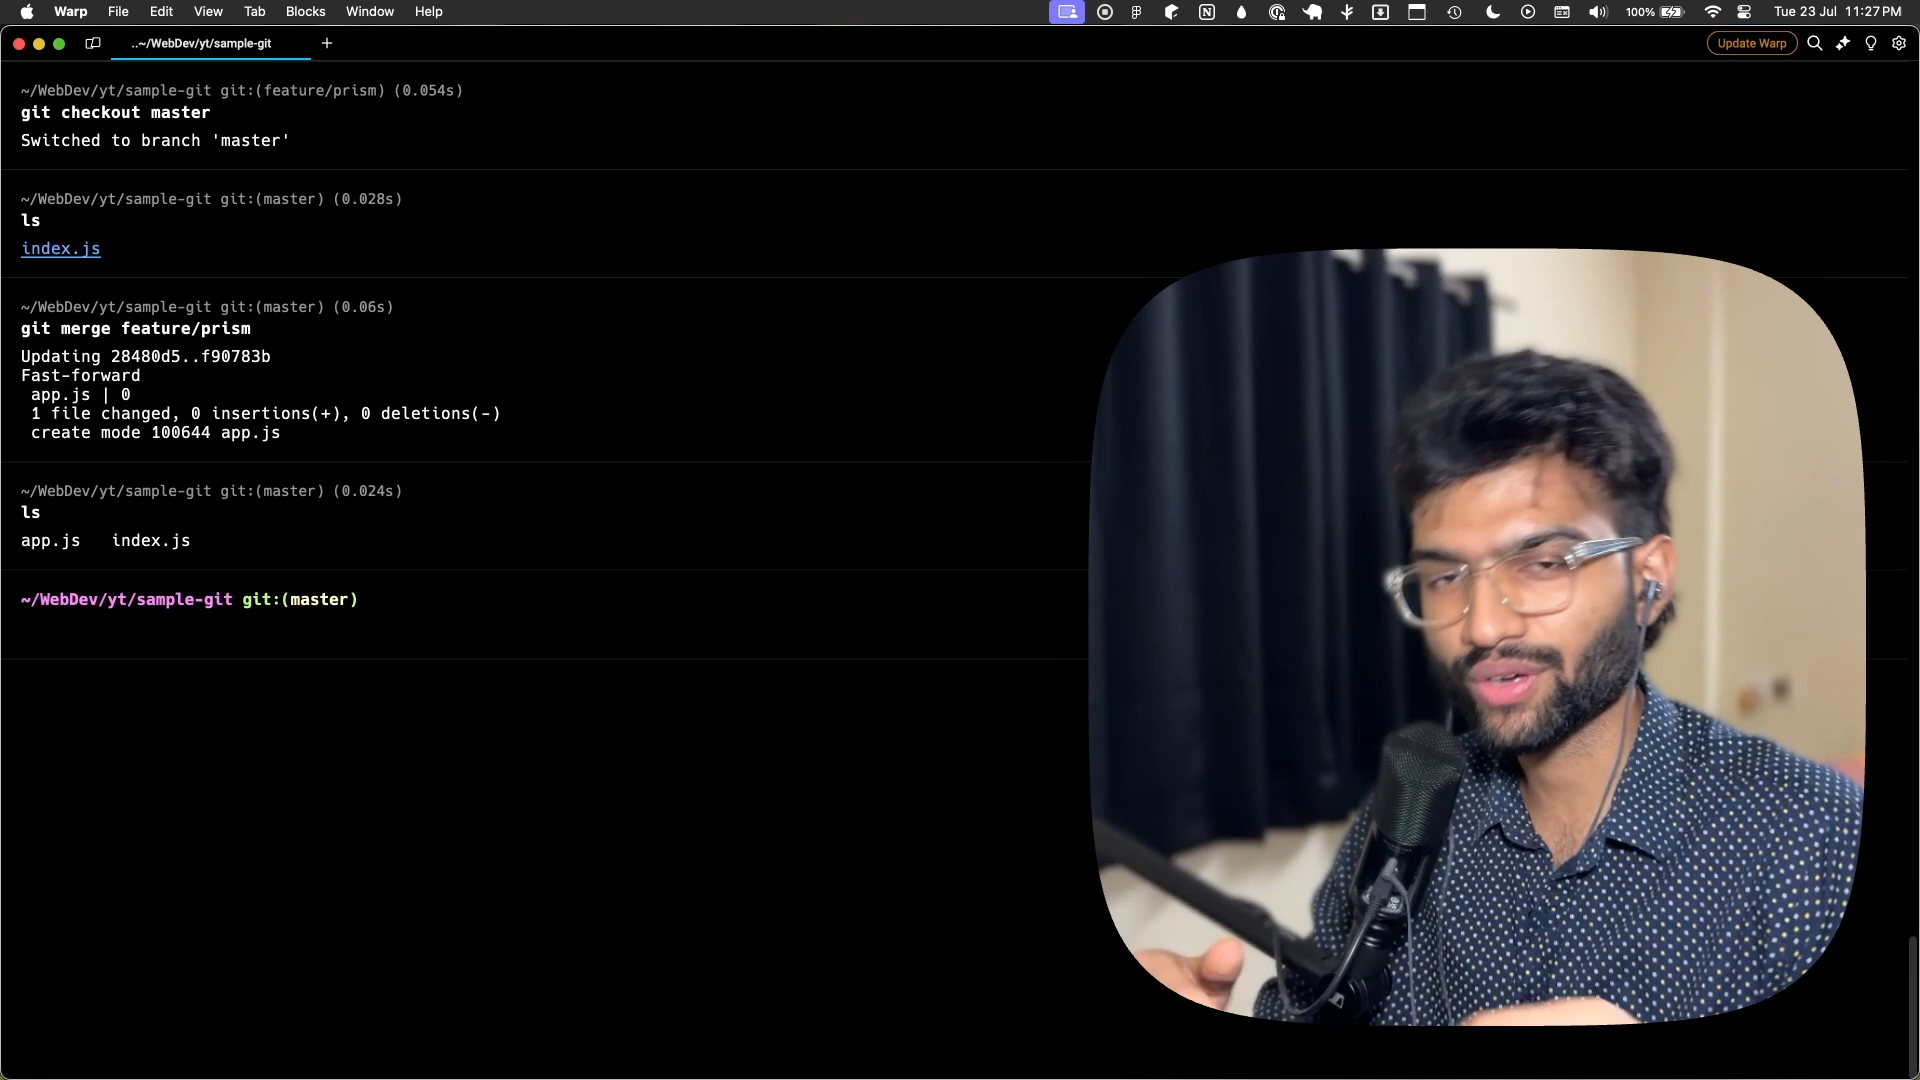 Warp File Edit View Tab Blocks Window Help 100% Tue 23 Jul 11:27 PM
..~/WebDev/yt/sample-git + Update Warp
~/WebDev/yt/sample-git git:(feature/prism) (0.054s)
git checkout master
Switched to branch 'master'
~/WebDev/yt/sample-git git:(master) (0.028s)
ls
index.js
~/WebDev/yt/sample-git git:(master) (0.06s)
git merge feature/prism
Updating 28480d5..f90783b
Fast-forward
app.js | 0
1 file changed, 0 insertions(+), 0 deletions(-)
create mode 100644 app.js
~/WebDev/yt/sample-git git:(master) (0.024s)
ls
app.js index.js
~/WebDev/yt/sample-git git:(master)